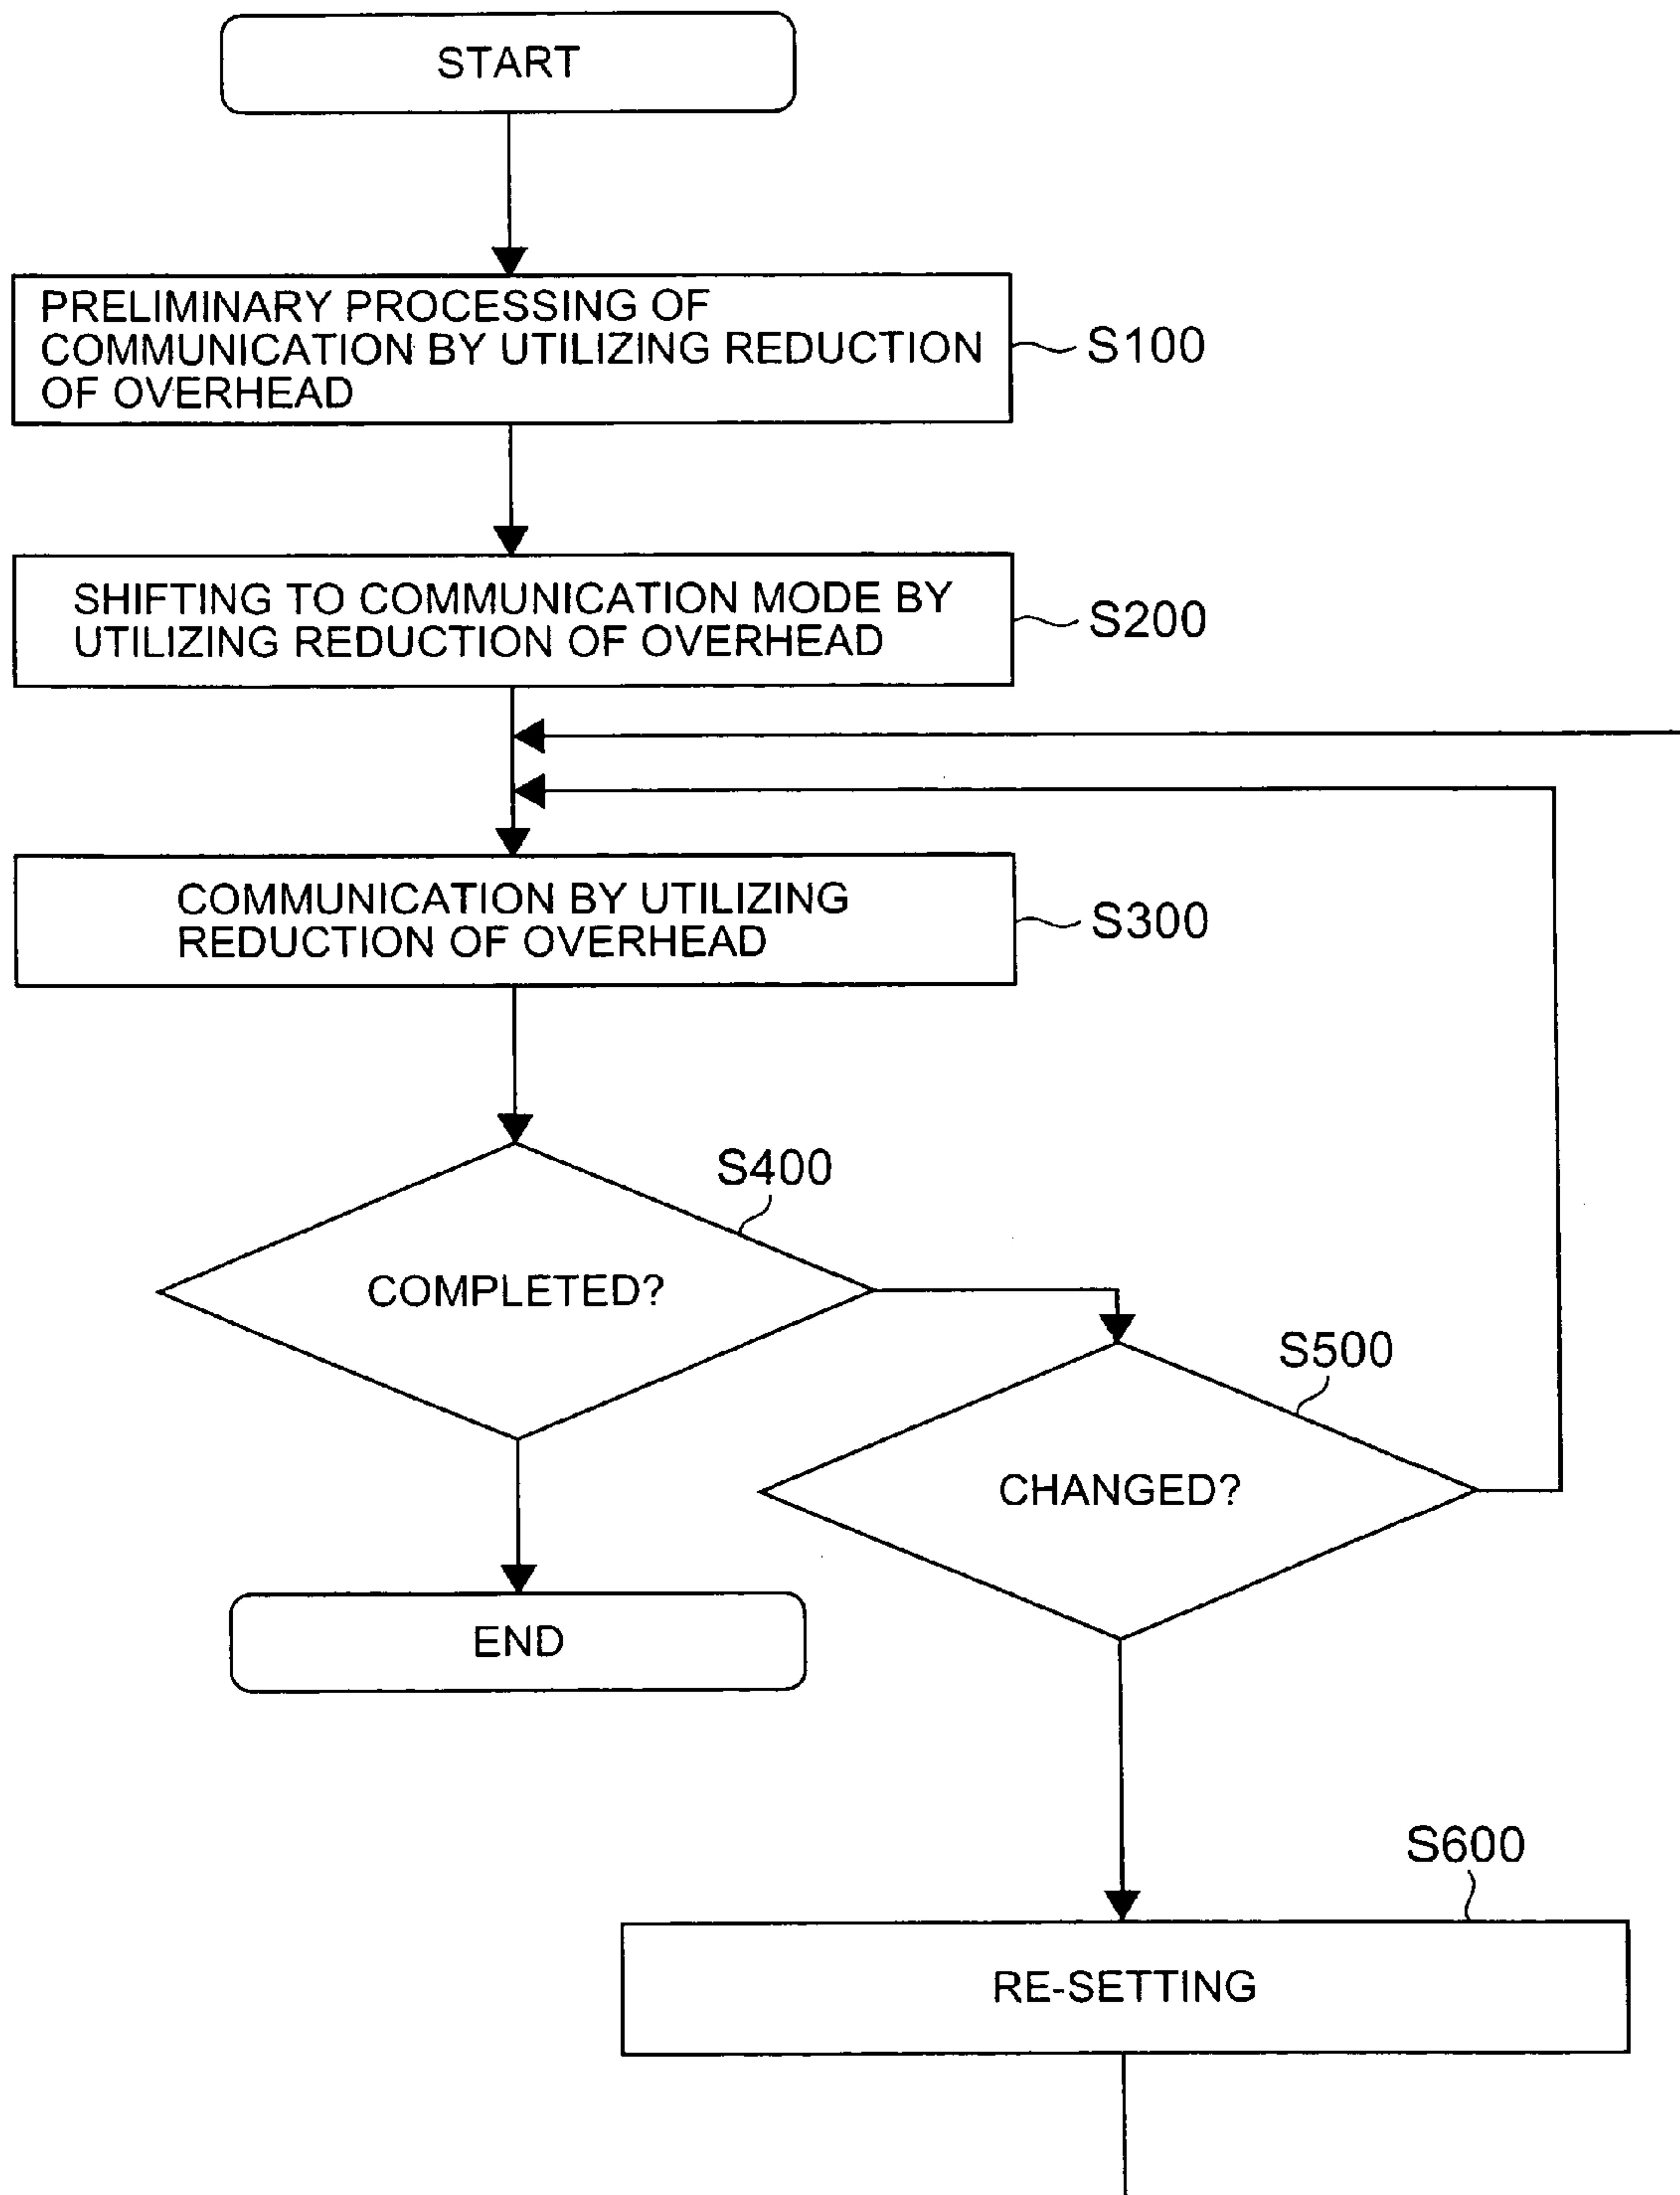 START
PRELIMINARY PROCESSING OF
COMMUNICATION BY UTILIZING REDUCTION
OF OVERHEAD
S100
SHIFTING TO COMMUNICATION MODE BY
UTILIZING REDUCTION OF OVERHEAD
S200
COMMUNICATION BY UTILIZING
REDUCTION OF OVERHEAD
S300
S400
COMPLETED?
S500
CHANGED?
END
S600
RE-SETTING